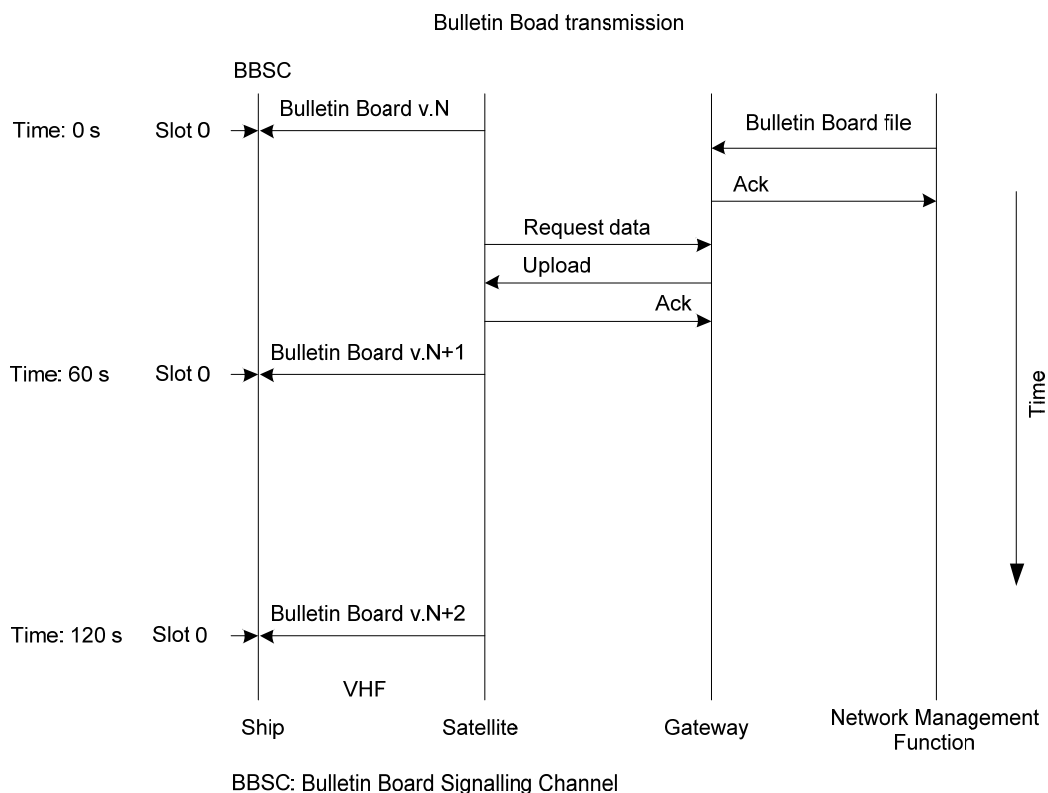 Bulletin Boad transmission
BBSC
Bulletin Board v.N
Time: 0 s
Slot 0
Bulletin Board file
Ack
Request data
Upload
Ack
Bulletin Board v.N+1
Time: 60 s
Slot 0
Time
Bulletin Board v.N+2
Time: 120 s
Slot 0
VHF
Ship
Satellite
Gateway
Network Management
Function
BBSC: Bulletin Board Signalling Channel